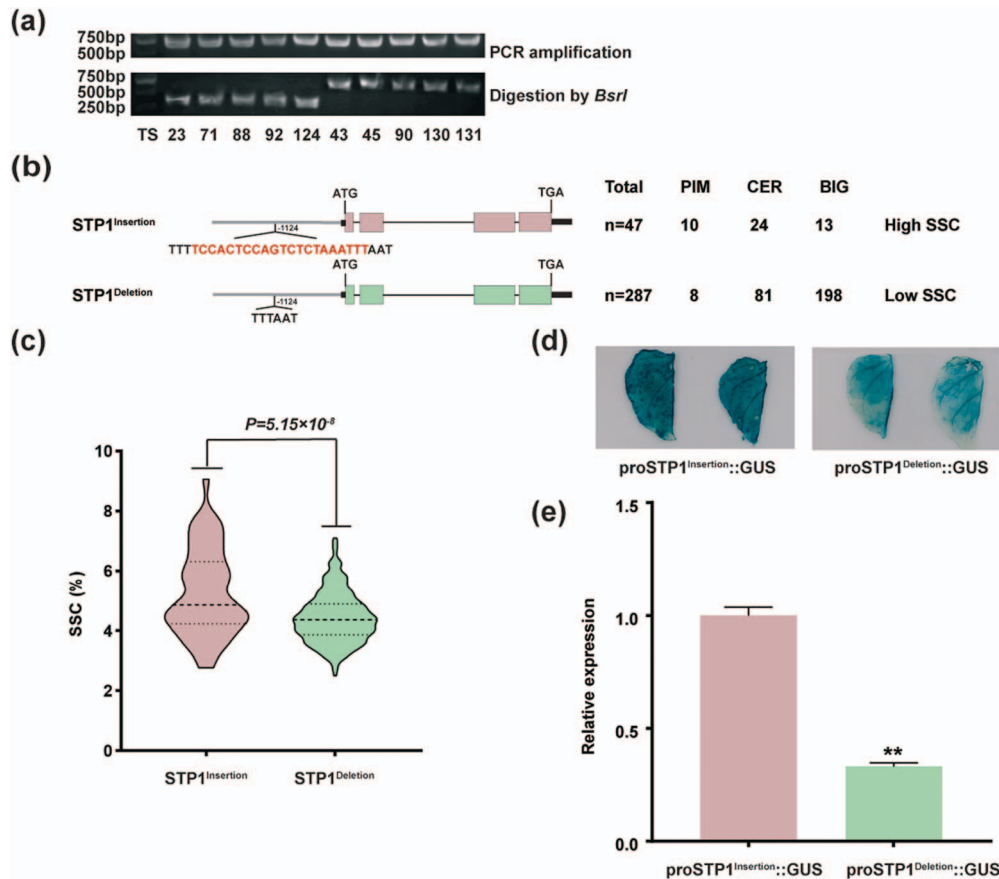 (a)
750bp
500bp
PCR amplification
750bp
500bp
250bp
Digestion by BsrI
TS 23 71 88 92 124 43 45 90 130 131
(b)
Total PIM CER BIG
ATG TGA
STP1Insertion n=47 10 24 13 High SSC
-1124
TTTTCCACTCCAGTCTCTAAATTTAAT
ATG TGA
STP1Deletion n=287 8 81 198 Low SSC
-1124
TTTAAT
(c)
P=5.15×10-8
10
8
6
4
2
0
SSC (%)
STP1Insertion STP1Deletion
(d)
proSTP1Insertion::GUS proSTP1Deletion::GUS
(e)
1.5
1.0
0.5
0.0
Relative expression
**
proSTP1Insertion::GUS proSTP1Deletion::GUS